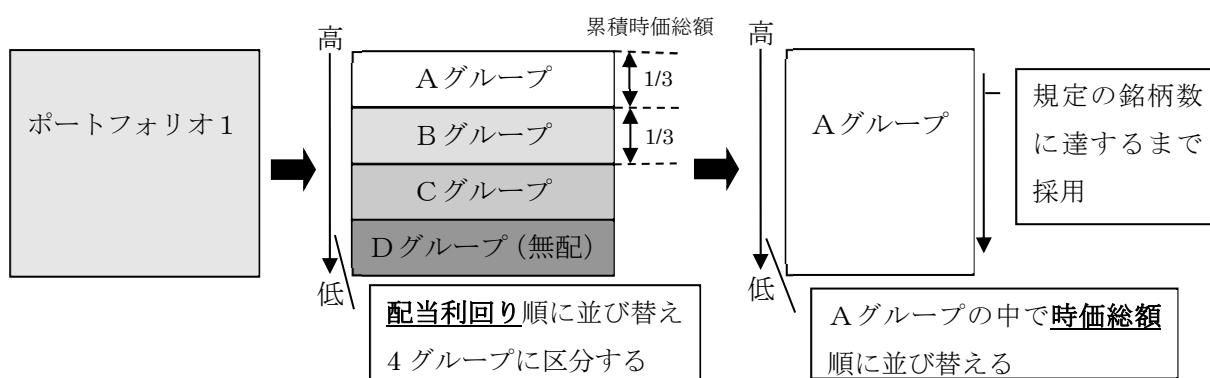 ポートフォリオ1
高
低
累積時価総額
Aグループ
1/3
Bグループ
1/3
Cグループ
Dグループ（無配）
配当利回り順に並び替え
4グループに区分する
高
低
Aグループ
規定の銘柄数
に達するまで
採用
Aグループの中で時価総額
順に並び替える